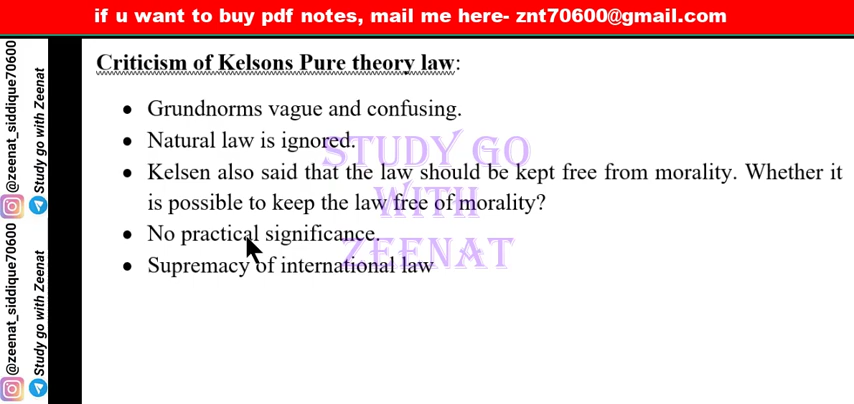 if u want to buy pdf notes, mail me here- znt70600@gmail.com
Criticism of Kelsons Pure theory law:
• Grundnorms vague and confusing.
• Natural law is ignored.
• Kelsen also said that the law should be kept free from morality. Whether it
is possible to keep the law free of morality?
• No practical significance.
• Supremacy of international law
STUDY GO
WITH
ZEENAT
@zeenat_siddique70600
Study go with Zeenat
@zeenat_siddique70600
Study go with Zeenat